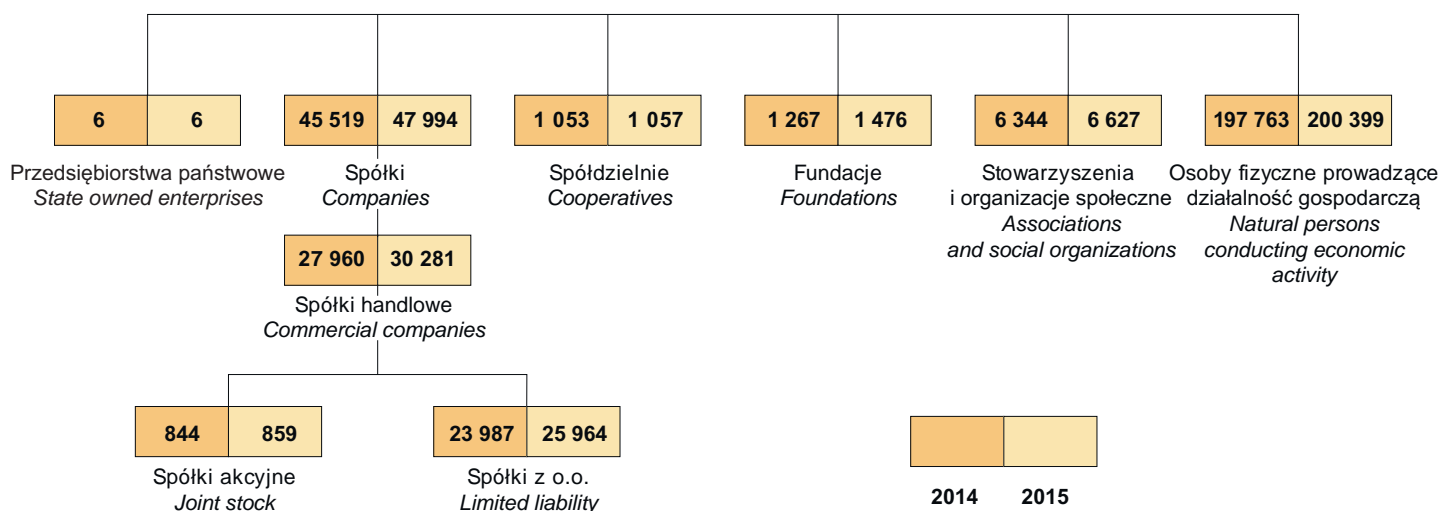 6 6
Przedsiębiorstwa państwowe
State owned enterprises
45 519 47 994
Spółki
Companies
1 053 1 057
Spółdzielnie
Cooperatives
1 267 1 476
Fundacje
Foundations
6 344 6 627
Stowarzyszenia
i organizacje społeczne
Associations
and social organizations
197 763 200 399
Osoby fizyczne prowadzące
działalność gospodarczą
Natural persons
conducting economic
activity
27 960 30 281
Spółki handlowe
Commercial companies
844 859
Spółki akcyjne
Joint stock
23 987 25 964
Spółki z o.o.
Limited liability
2014 2015